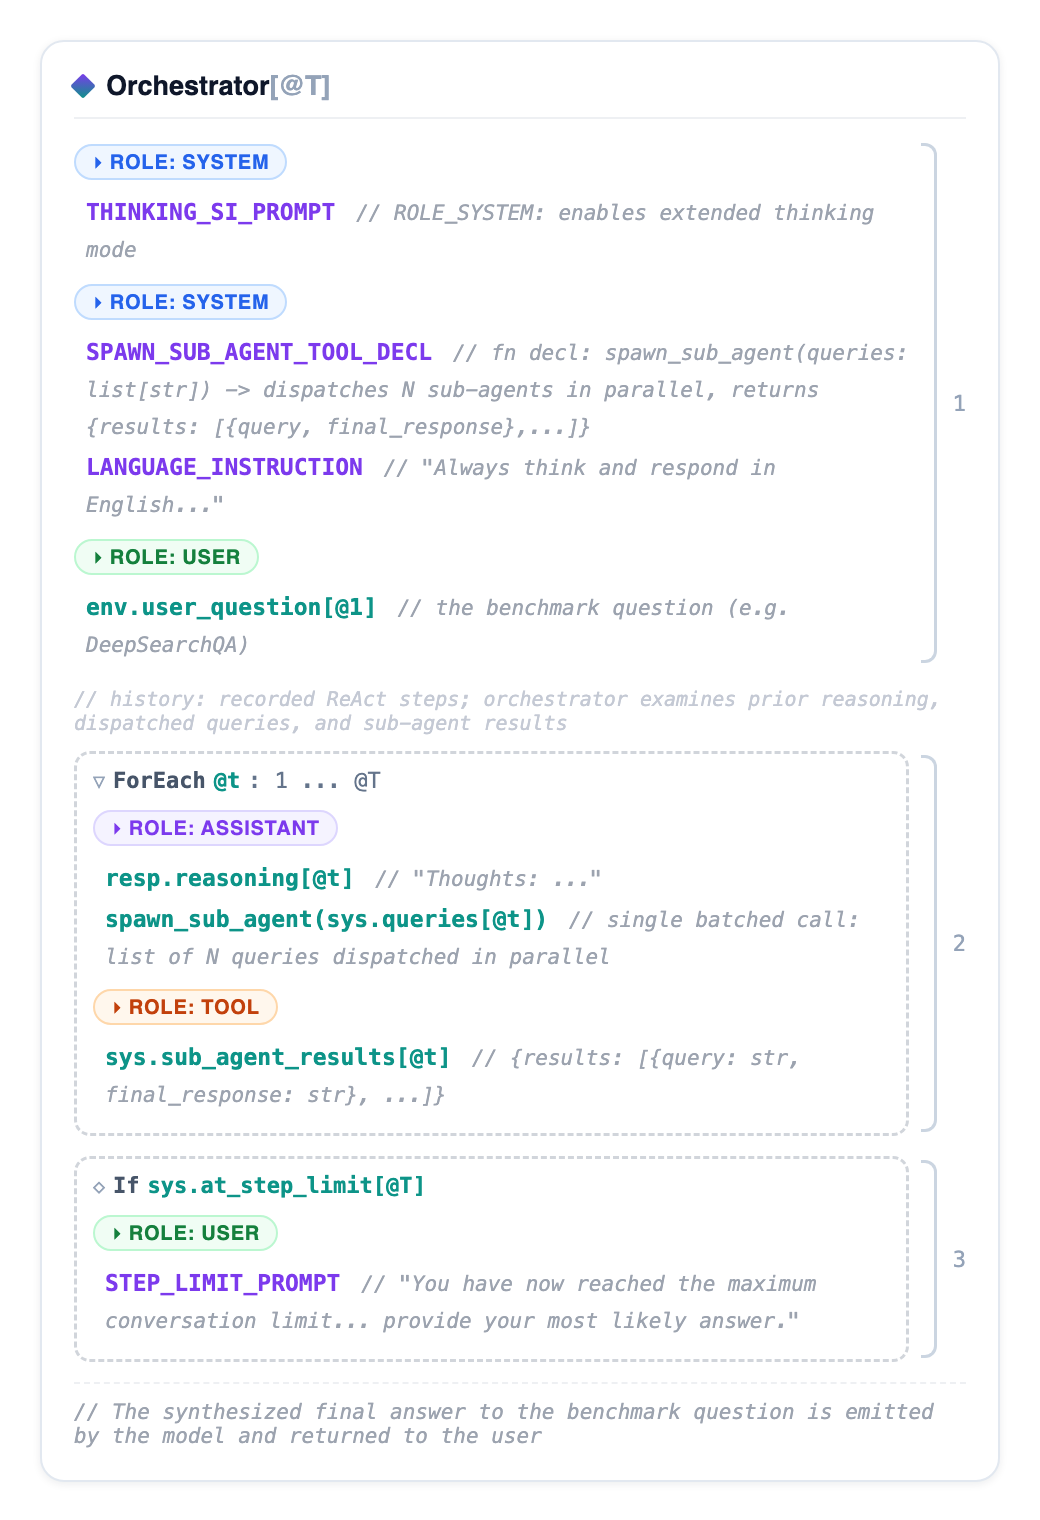 Orchestrator[@T]
ROLE: SYSTEM
THINKING_SI_PROMPT // ROLE_SYSTEM: enables extended thinking
mode
ROLE: SYSTEM
SPAWN_SUB_AGENT_TOOL_DECL // fn decl: spawn_sub_agent(queries:
list[str]) -> dispatches N sub-agents in parallel, returns
{results: [{query, final_response},...]}
LANGUAGE_INSTRUCTION // "Always think and respond in
English..."
ROLE: USER
env.user_question[@1] // the benchmark question (e.g.
DeepSearchQA)
1
// history: recorded ReAct steps; orchestrator examines prior reasoning,
dispatched queries, and sub-agent results
ForEach @t : 1 ... @T
ROLE: ASSISTANT
resp.reasoning[@t] // "Thoughts: ..."
spawn_sub_agent(sys.queries[@t]) // single batched call:
list of N queries dispatched in parallel
ROLE: TOOL
sys.sub_agent_results[@t] // {results: [{query: str,
final_response: str}, ...]}
2
If sys.at_step_limit[@T]
ROLE: USER
STEP_LIMIT_PROMPT // "You have now reached the maximum
conversation limit... provide your most likely answer."
3
// The synthesized final answer to the benchmark question is emitted
by the model and returned to the user